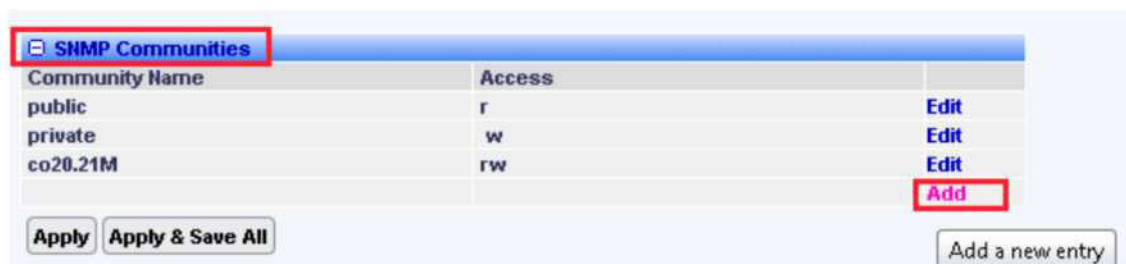 SNMP Communities
Community Name Access
public r Edit
private w Edit
co20.21M rw Edit
Add
Apply Apply & Save All
Add a new entry